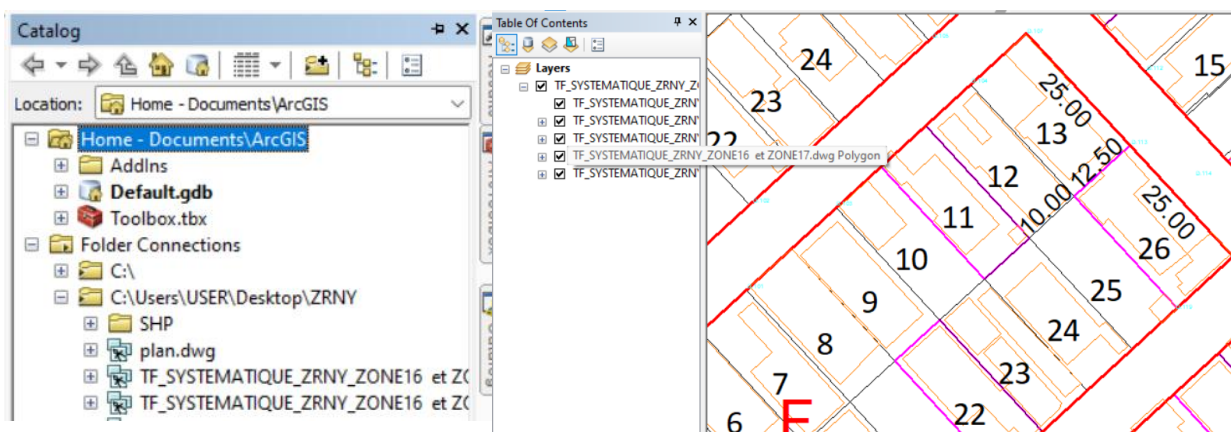 Catalog
Location: Home - Documents\ArcGIS
Home - Documents\ArcGIS
AddIns
Default.gdb
Toolbox.tbx
Folder Connections
C:\
C:\Users\USER\Desktop\ZRNY
SHP
plan.dwg
TF_SYSTEMATIQUE_ZRNY_ZONE16 et ZO
TF_SYSTEMATIQUE_ZRNY_ZONE16 et ZO
Table Of Contents
Layers
TF_SYSTEMATIQUE_ZRNY_Z
TF_SYSTEMATIQUE_ZRNY
TF_SYSTEMATIQUE_ZRNY
TF_SYSTEMATIQUE_ZRNY
TF_SYSTEMATIQUE_ZRNY_ZONE16 et ZONE17.dwg Polygon
TF_SYSTEMATIQUE_ZRNY
24
15
23
25.00
13
22
12
12.50
10.00
25.00
11
26
10
25
9
24
8
23
7
22
6
F